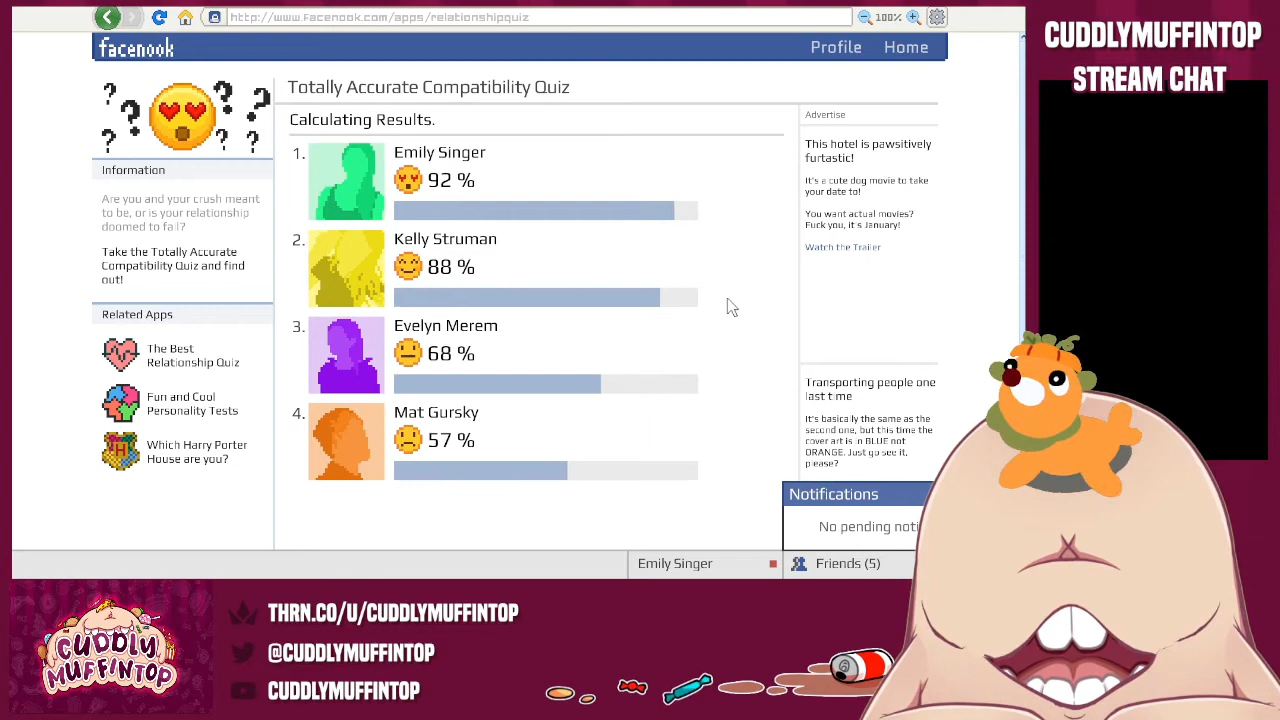 http://www.facenook.com/apps/relationshipquiz
100%
facenook
Profile Home
Totally Accurate Compatibility Quiz
Calculating Results.
1. Emily Singer
92 %
2. Kelly Struman
88 %
3. Evelyn Merem
68 %
4. Mat Gursky
57 %
Information
Are you and your crush meant
to be, or is your relationship
doomed to fail?
Take the Totally Accurate
Compatibility Quiz and find
out!
Related Apps
The Best
Relationship Quiz
Fun and Cool
Personality Tests
H
Which Harry Porter
House are you?
Advertise
This hotel is pawsitively
furtastic!
It's a cute dog movie to take
your date to!
You want actual movies?
Fuck you, it's January!
Watch the Trailer
Transporting people one
last time
It's basically the same as the
second one, but this time the
cover art is in BLUE not
ORANGE. Just go see it,
please?
Notifications
No pending noti
Emily Singer
Friends (5)
CUDDLYMUFFINTOP
STREAM CHAT
CUDDLY
MUFFINTOP
THRN.CO/U/CUDDLYMUFFINTOP
@CUDDLYMUFFINTOP
CUDDLYMUFFINTOP